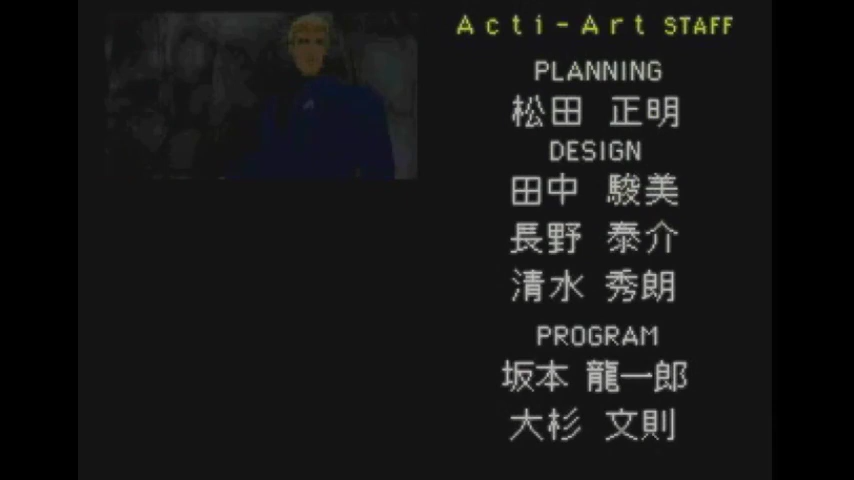 Acti-Art STAFF
PLANNING
松田 正明
DESIGN
田中 駿美
長野 泰介
清水 秀朗
PROGRAM
坂本 龍一郎
大杉 文則